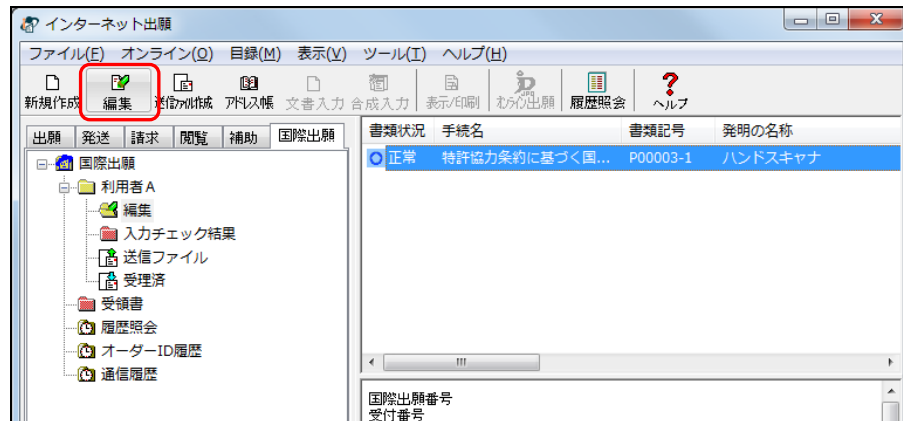 インターネット出願
ファイル(F) オンライン(O) 目録(M) 表示(V) ツール(T) ヘルプ(H)
新規作成 編集 送信ファイル作成 アドレス帳 文書入力 合成入力 表示/印刷 オンライン出願 履歴照会 ヘルプ
出願 発送 請求 閲覧 補助 国際出願
書類状況 手続名 書類記号 発明の名称
正常 特許協力条約に基づく国... P00003-1 ハンドスキャナ
国際出願
利用者A
編集
入力チェック結果
送信ファイル
受理済
受領書
履歴照会
オーダーID履歴
通信履歴
国際出願番号
受付番号